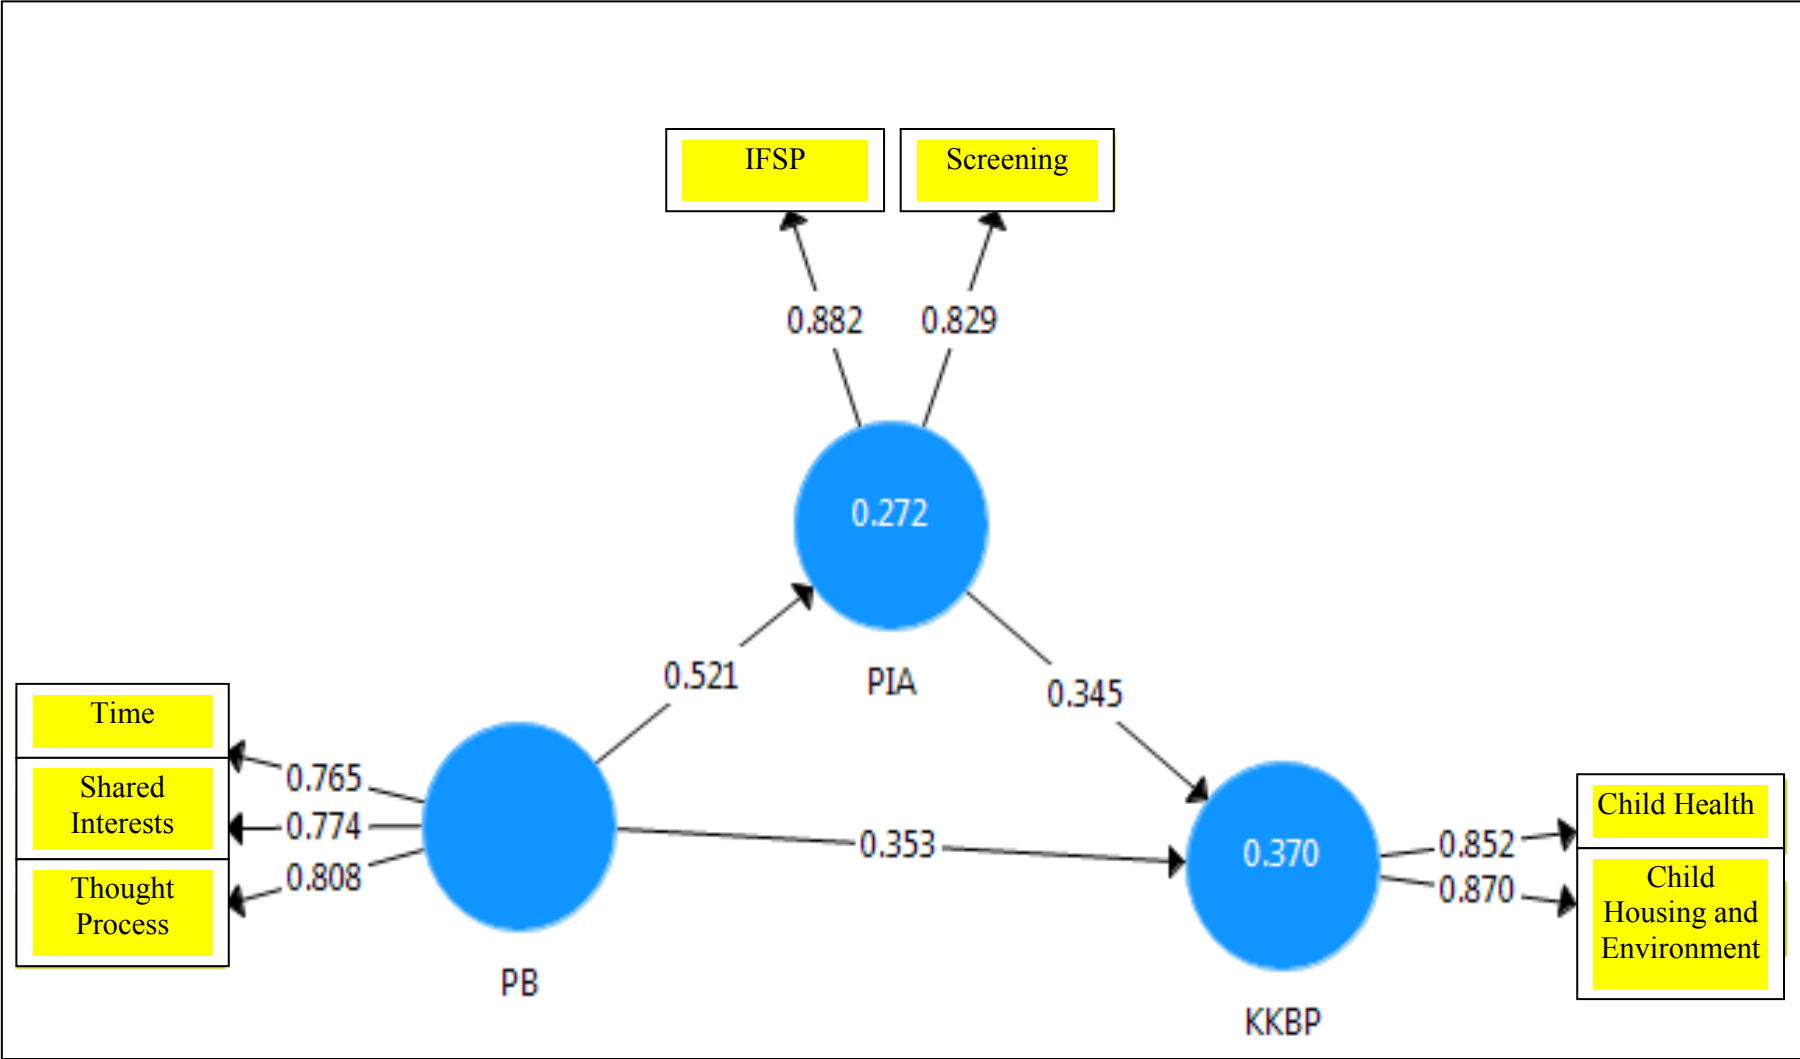 IFSP
Screening
0.882
0.829
0.272
PIA
0.521
0.345
Time
Shared
Interests
Thought
Process
0.765
0.774
0.808
PB
0.353
0.370
KKBP
0.852
0.870
Child Health
Child
Housing and
Environment